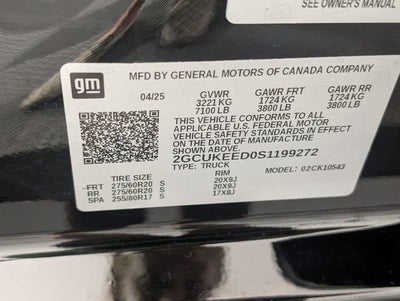 SEE OWNER'S MANUAL
gm
MFD BY GENERAL MOTORS OF CANADA COMPANY
04/25 GVWR GAWR FRT GAWR RR
3221 KG 1724 KG 1724 KG
7100 LB 3800 LB 3800 LB
THIS VEHICLE CONFORMS TO ALL
APPLICABLE U.S. FEDERAL MOTOR
VEHICLE SAFETY STANDARDS IN EFFECT
ON THE DATE OF MANUFACTURE
SHOWN ABOVE.
2GCUKEED0S1199272
TYPE: TRUCK MODEL: 02CK10543
TIRE SIZE RIM
FRT 275/60R20 S 20X9J
RR 275/60R20 S 20X9J
SPA 255/80R17 S 17X8J